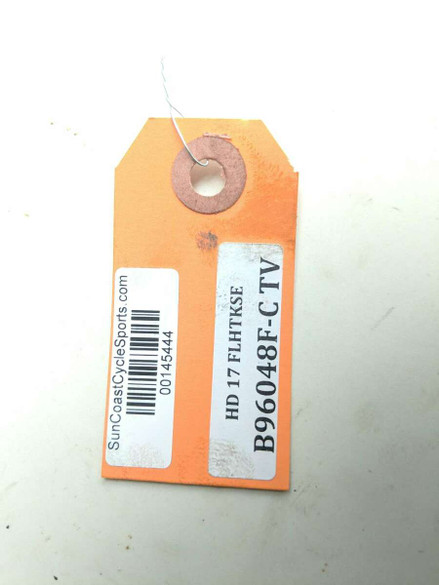 SunCoastCycleSports.com
00145444
HD 17 FLHTKSE
B96048F-C TV